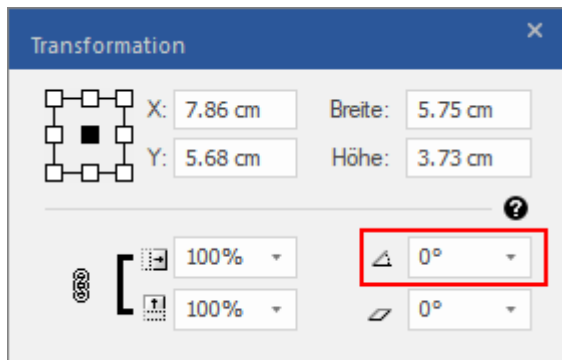 Transformation
X: 7.86 cm Breite: 5.75 cm
Y: 5.68 cm Höhe: 3.73 cm
?
100% 0°
100% 0°